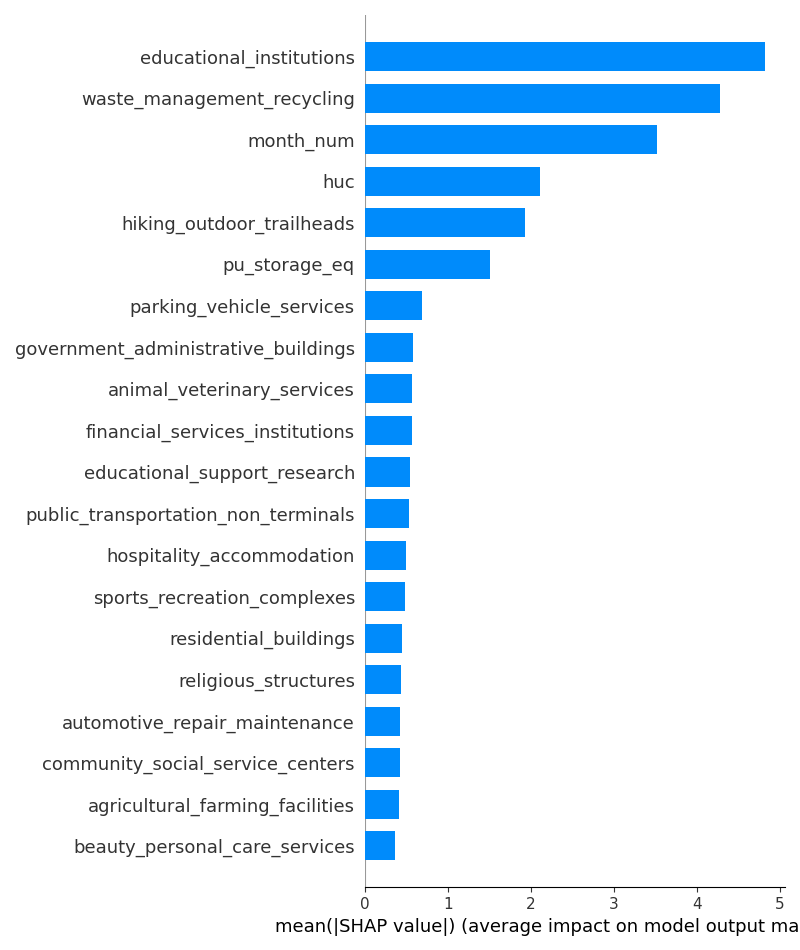 educational_institutions
waste_management_recycling
month_num
huc
hiking_outdoor_trailheads
pu_storage_eq
parking_vehicle_services
government_administrative_buildings
animal_veterinary_services
financial_services_institutions
educational_support_research
public_transportation_non_terminals
hospitality_accommodation
sports_recreation_complexes
residential_buildings
religious_structures
automotive_repair_maintenance
community_social_service_centers
agricultural_farming_facilities
beauty_personal_care_services
0 1 2 3 4 5
mean(|SHAP value|) (average impact on model output ma